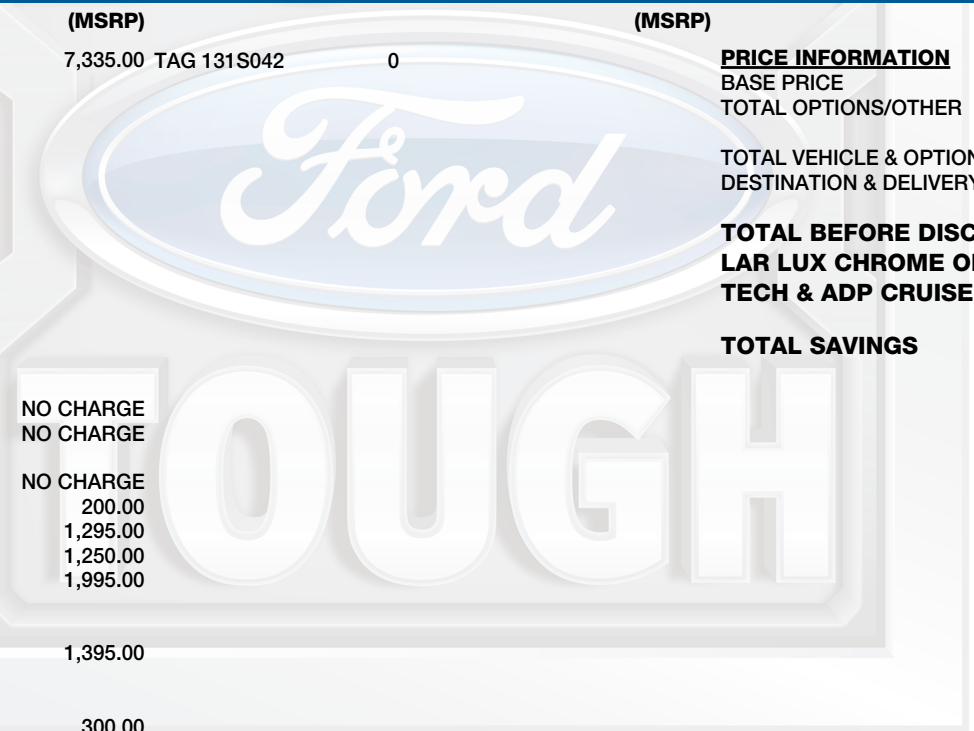 (MSRP)
(MSRP)
7,335.00 TAG 131S042 0
PRICE INFORMATION
BASE PRICE
TOTAL OPTIONS/OTHER
TOTAL VEHICLE & OPTION
DESTINATION & DELIVERY
TOTAL BEFORE DISC
LAR LUX CHROME O
TECH & ADP CRUISE
TOTAL SAVINGS
Ford
TOUGH
NO CHARGE
NO CHARGE
NO CHARGE
200.00
1,295.00
1,250.00
1,995.00
1,395.00
300.00